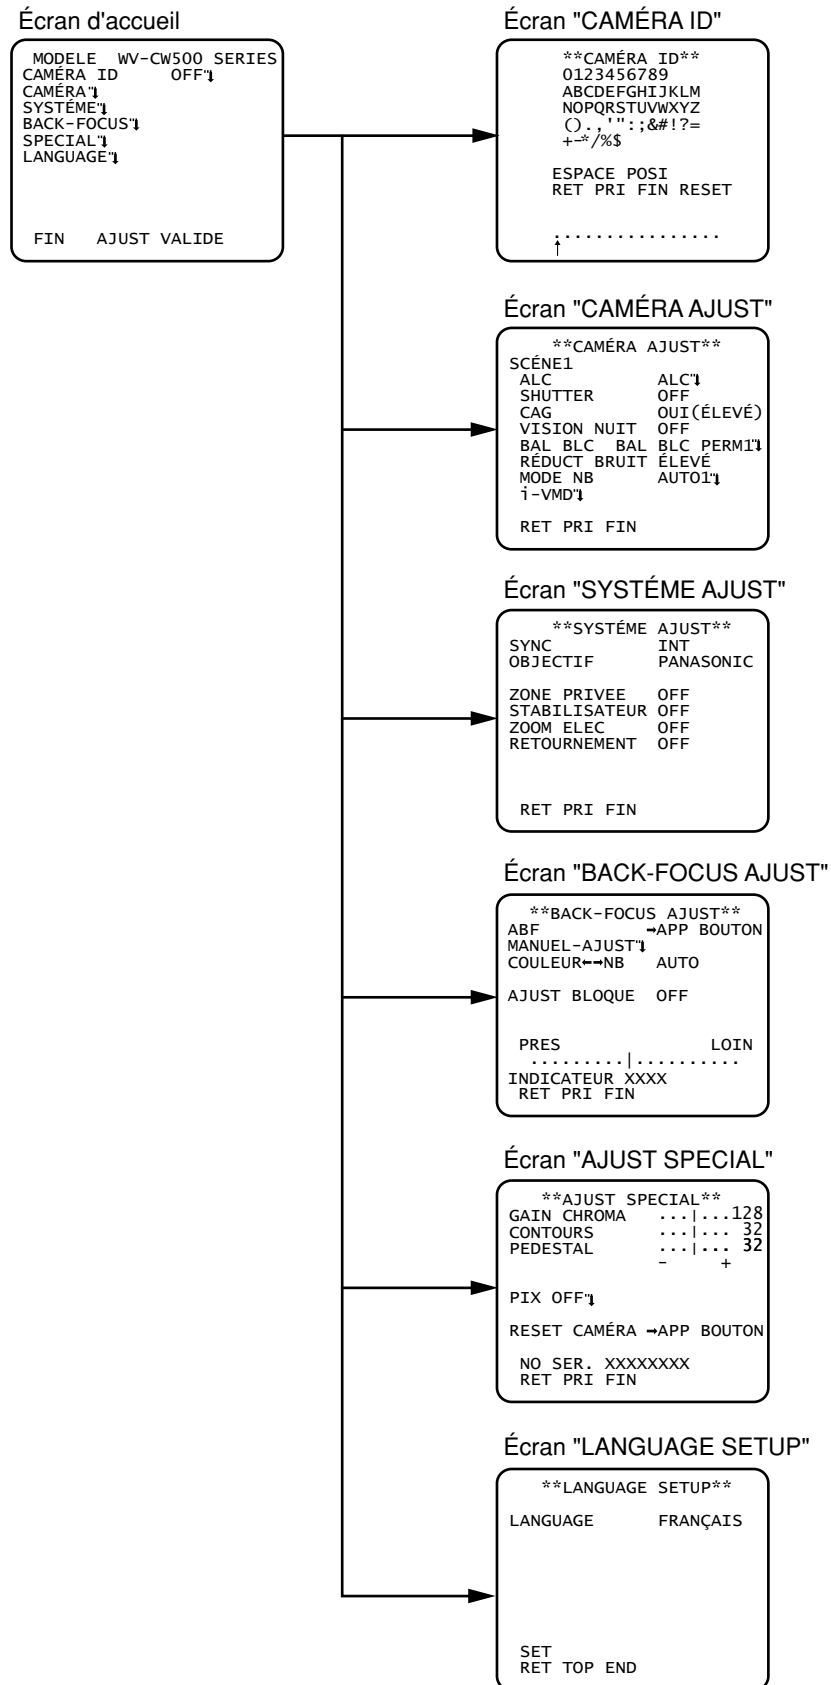 Écran d'accueil
MODELE WV-CW500 SERIES
CAMÉRA ID OFF
CAMÉRA
SYSTÉME
BACK-FOCUS
SPECIAL
LANGUAGE
FIN AJUST VALIDE
Écran "CAMÉRA ID"
**CAMÉRA ID**
0123456789
ABCDEFGHIJKLM
NOPQRSTUVWXYZ
().,'":;&#!?=
+-*/%$
ESPACE POSI
RET PRI FIN RESET
................
↑
Écran "CAMÉRA AJUST"
**CAMÉRA AJUST**
SCÉNE1
ALC ALC
SHUTTER OFF
CAG OUI(ÉLEVÉ)
VISION NUIT OFF
BAL BLC BAL BLC PERM1
RÉDUCT BRUIT ÉLEVÉ
MODE NB AUTO1
i-VMD
RET PRI FIN
Écran "SYSTÉME AJUST"
**SYSTÉME AJUST**
SYNC INT
OBJECTIF PANASONIC
ZONE PRIVEE OFF
STABILISATEUR OFF
ZOOM ELEC OFF
RETOURNEMENT OFF
RET PRI FIN
Écran "BACK-FOCUS AJUST"
**BACK-FOCUS AJUST**
ABF →APP BOUTON
MANUEL-AJUST
COULEUR←→NB AUTO
AJUST BLOQUE OFF
PRES LOIN
.........|..........
INDICATEUR XXXX
RET PRI FIN
Écran "AJUST SPECIAL"
**AJUST SPECIAL**
GAIN CHROMA ...|...128
CONTOURS ...|... 32
PEDESTAL ...|... 32
- +
PIX OFF
RESET CAMÉRA →APP BOUTON
NO SER. XXXXXXXX
RET PRI FIN
Écran "LANGUAGE SETUP"
**LANGUAGE SETUP**
LANGUAGE FRANÇAIS
SET
RET TOP END